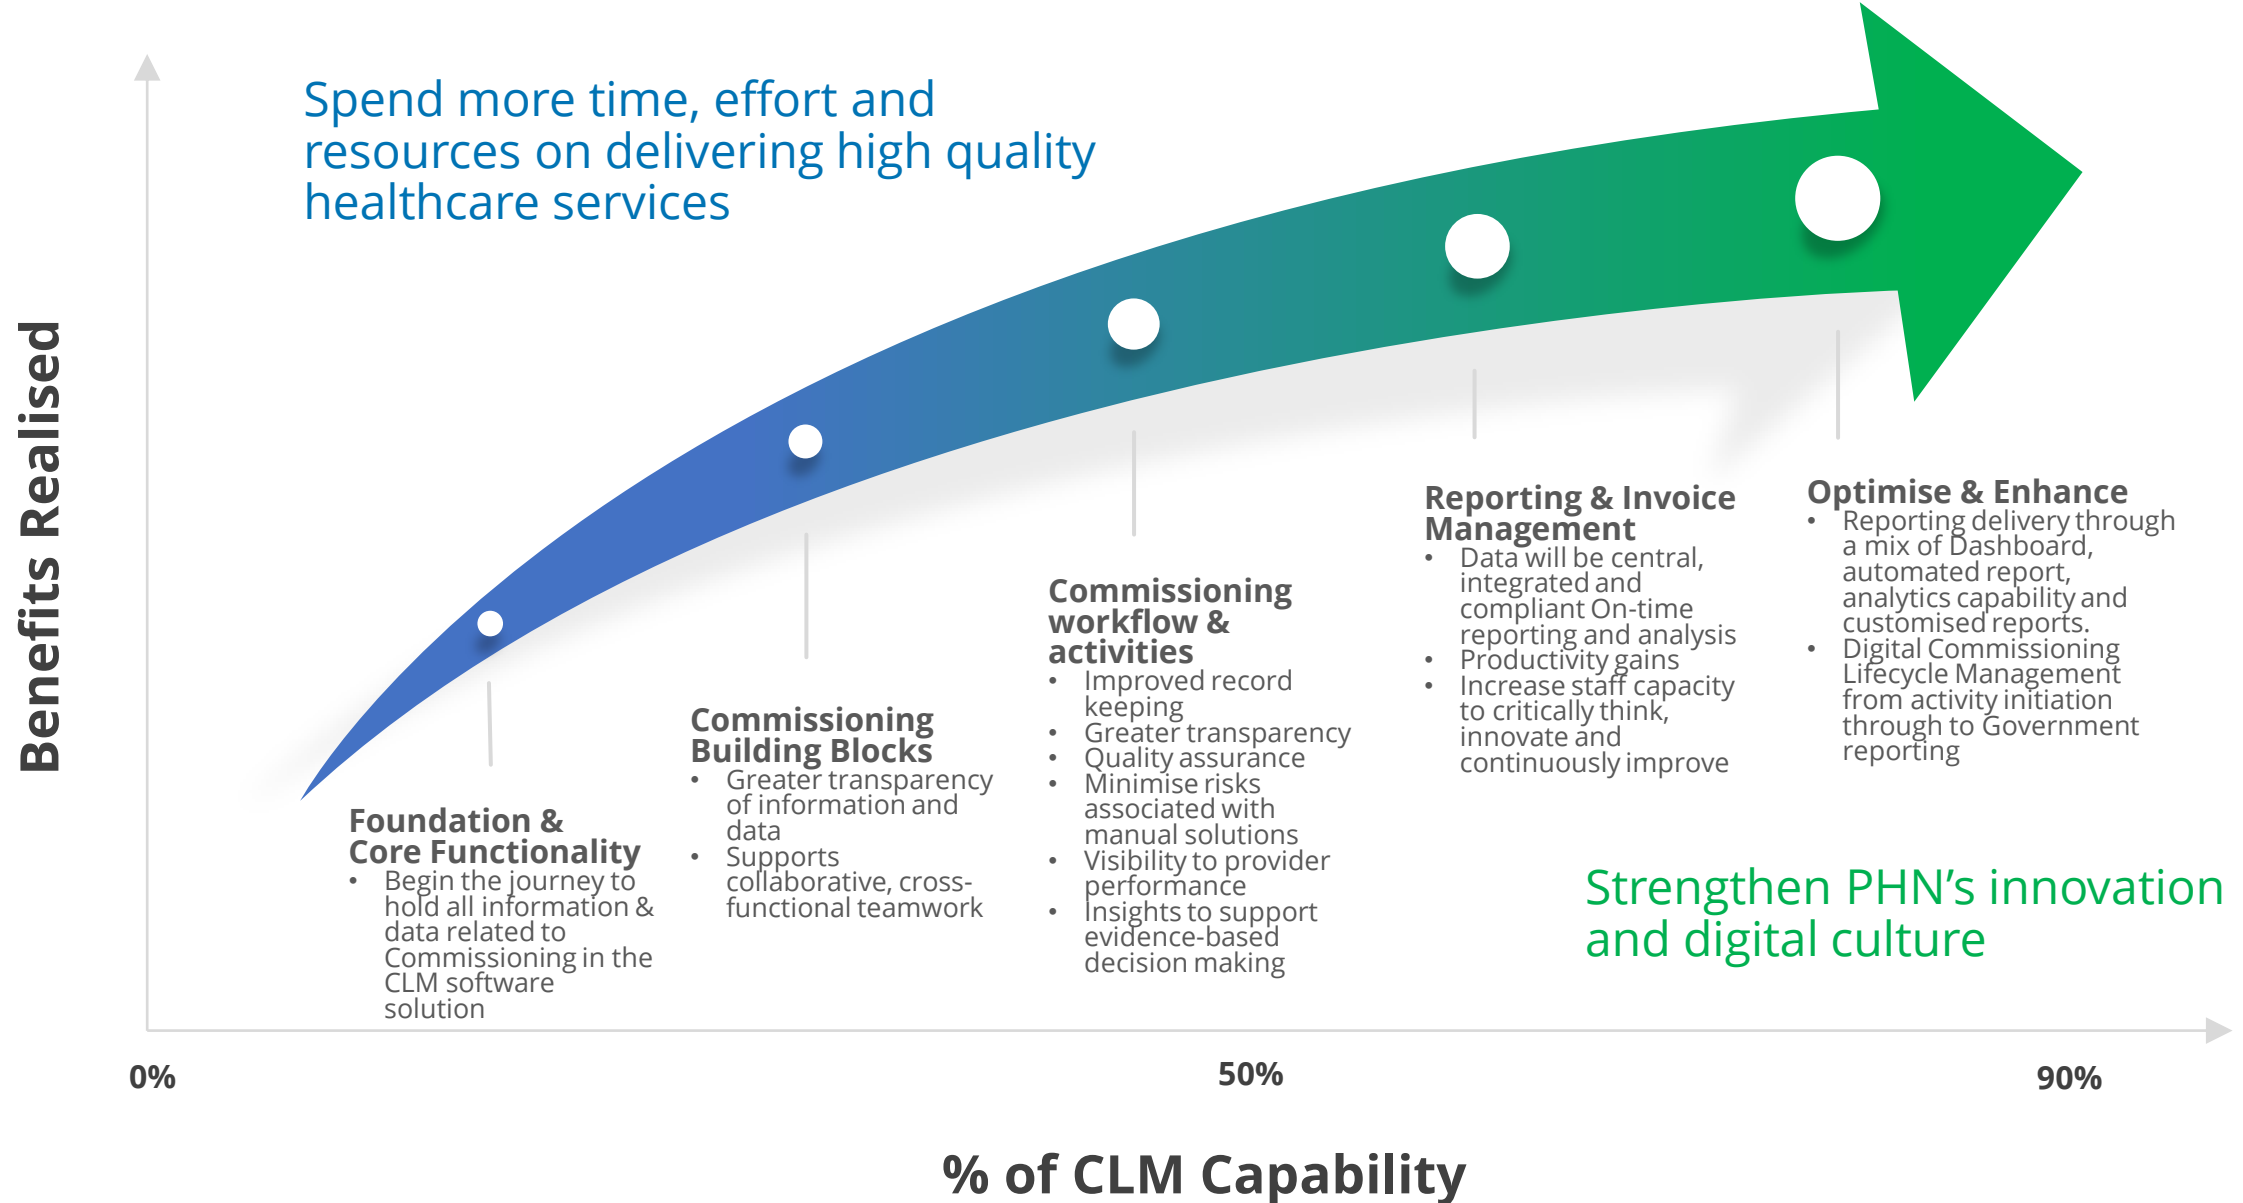 Spend more time, effort and
resources on delivering high quality
healthcare services
Benefits Realised
Foundation &
Core Functionality
• Begin the journey to
hold all information &
data related to
Commissioning in the
CLM software
solution
Commissioning
Building Blocks
• Greater transparency
of information and
data
• Supports
collaborative, cross-
functional teamwork
Commissioning
workflow &
activities
• Improved record
keeping
• Greater transparency
• Quality assurance
• Minimise risks
associated with
manual solutions
• Visibility to provider
performance
• Insights to support
evidence-based
decision making
Reporting & Invoice
Management
• Data will be central,
integrated and
compliant On-time
reporting and analysis
• Productivity gains
• Increase staff capacity
to critically think,
innovate and
continuously improve
Optimise & Enhance
• Reporting delivery through
a mix of Dashboard,
automated report,
analytics capability and
customised reports.
• Digital Commissioning
Lifecycle Management
from activity initiation
through to Government
reporting
Strengthen PHN’s innovation
and digital culture
0%
50%
90%
% of CLM Capability